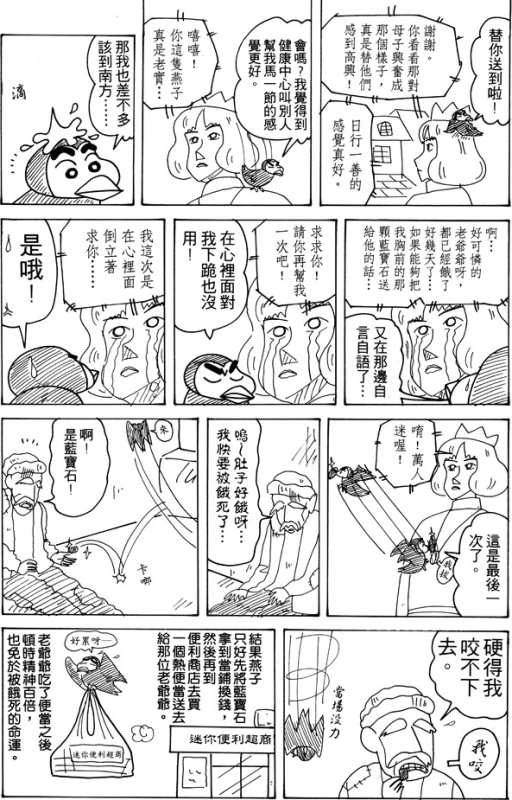 替你送到啦！
謝謝。
你看看那對
母子興奮成
那個樣子，
真是替他們
感到高興！
日行一善的
感覺真好。
會嗎？我覺得到
健康中心叫別人
幫我馬一節的感
覺更好。
嘻嘻！
你這隻燕子
真是老實…
那我也差不多
該到南方……
滴
啊…
好可憐的
老爺爺呀，
都已經餓了
好幾天了……
如果能夠把
我胸前的那
顆藍寶石送
給他的話…
又在那邊自
言自語了…
求求你！
請你再幫我
一次吧！
在心裡面對
我下跪也沒
用！
我這次是
在心裡面
倒立著
求你……
是哦！
唷！萬人
迷喔！
這是最後一
次了。
我拔
嗚～肚子好餓呀…
我快要被餓死了…
卡
啷
啊！
是藍寶石！
硬得我
咬不下
去。
我咬
當場沒力
結果燕子
只好先將藍寶石
拿到當鋪換錢，
然後再到
便利商店去買
一個熱便當送去
給那位老爺爺。
迷你便利超商
好累呀…
迷你便利超商
老爺爺吃了便當之後
頓時精神百倍，
也免於被餓死的命運。